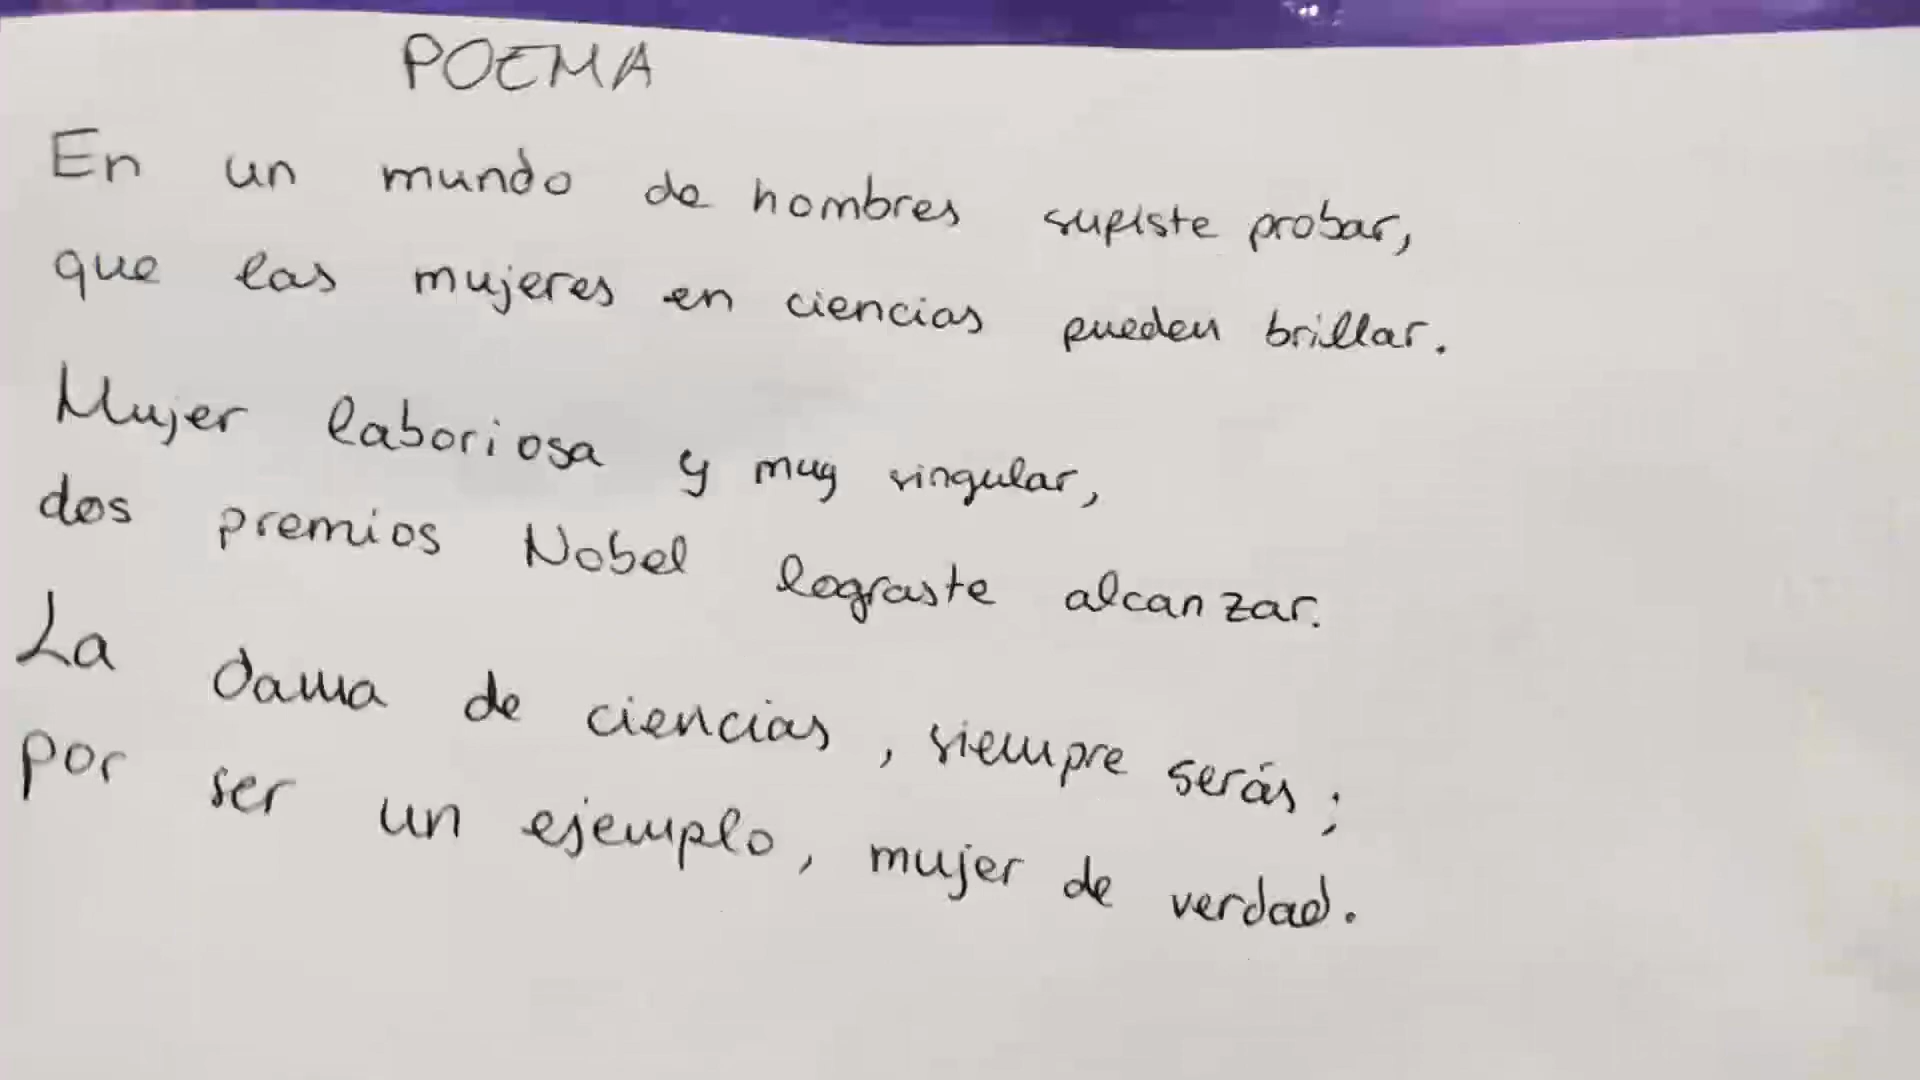 POEMA
En un mundo de hombres supiste probar,
que las mujeres en ciencias pueden brillar.
Mujer laboriosa y muy singular,
dos premios Nobel lograste alcanzar.
La dama de ciencias, siempre serás;
por ser un ejemplo, mujer de verdad.